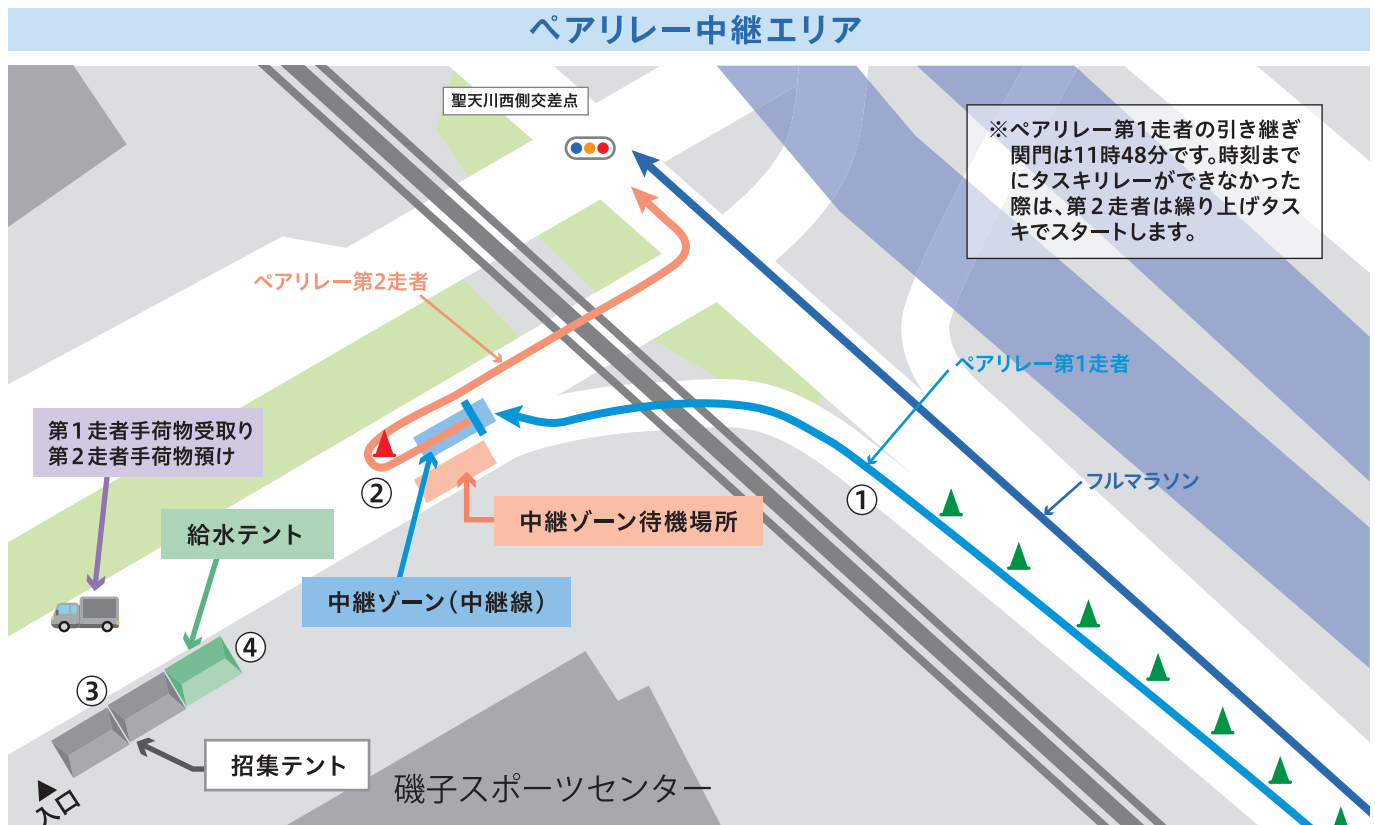 ペアリレー中継エリア
聖天川西側交差点
※ペアリレー第1走者の引き継ぎ
関門は11時48分です。時刻まで
にタスキリレーができなかった
際は、第2走者は繰り上げタス
キでスタートします。
ペアリレー第2走者
ペアリレー第1走者
第1走者手荷物受取り
第2走者手荷物預け
フルマラソン
②
①
中継ゾーン待機場所
給水テント
中継ゾーン(中継線)
④
③
招集テント
磯子スポーツセンター
入口